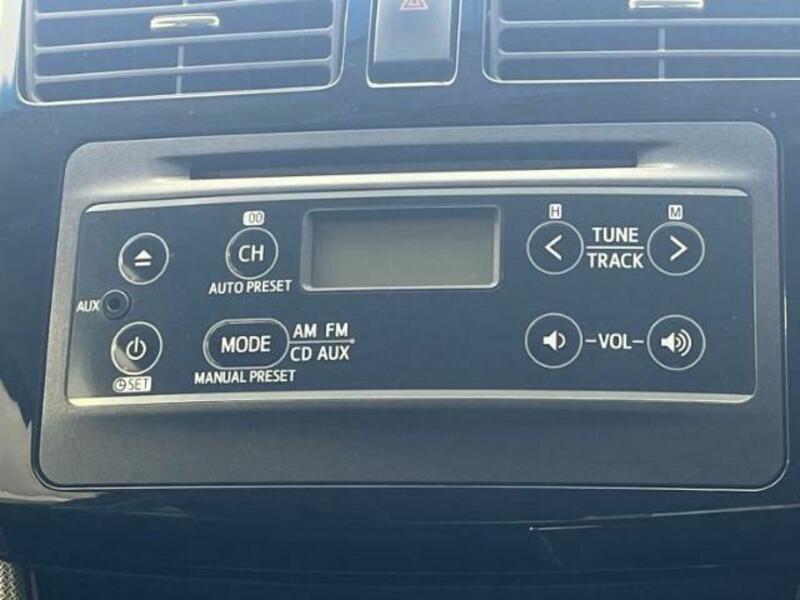 :00
H
M
CH
TUNE
TRACK
AUTO PRESET
AUX
MODE
AM FM
CD AUX
-VOL-
MANUAL PRESET
SET